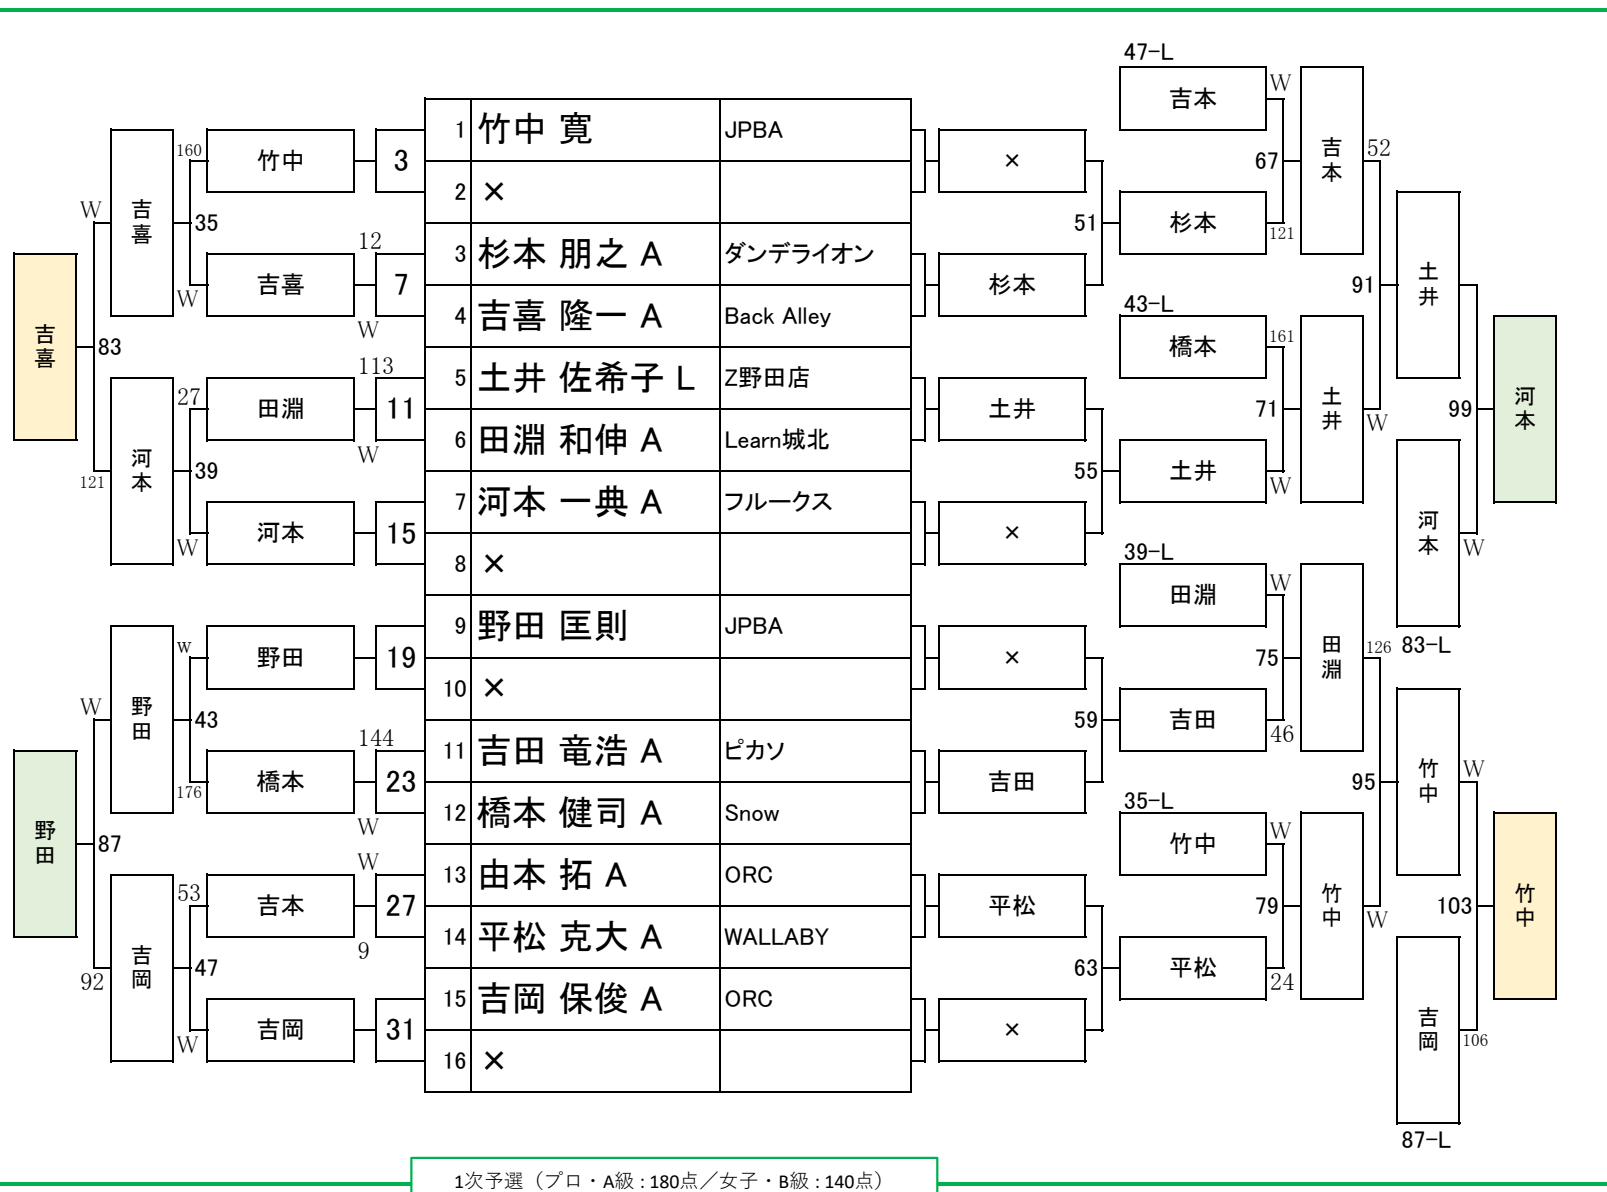 47-L
吉本
W
1 竹中 寛 JPBA
2 ×
3 杉本 朋之 A ダンデライオン
4 吉喜 隆一 A Back Alley
5 土井 佐希子 L Z野田店
6 田淵 和伸 A Learn城北
7 河本 一典 A フルークス
8 ×
9 野田 匡則 JPBA
10 ×
11 吉田 竜浩 A ピカソ
12 橋本 健司 A Snow
13 由本 拓 A ORC
14 平松 克大 A WALLABY
15 吉岡 保俊 A ORC
16 ×
160
竹中
3
W
吉喜
35
12
吉喜
7
W
W
吉喜
83
113
27
田淵
11
W
河本
39
121
河本
15
W
w
野田
19
W
野田
43
144
橋本
23
176
W
野田
87
W
53
吉本
27
9
吉岡
47
92
吉岡
31
W
×
67
吉本
52
51
杉本
121
杉本
91
土井
43-L
橋本
161
土井
71
土井
W
99
河本
55
土井
W
×
河本
W
83-L
39-L
田淵
W
×
75
田淵
126
59
吉田
46
吉田
95
竹中
W
35-L
竹中
W
平松
79
竹中
W
103
竹中
63
平松
24
×
吉岡
106
87-L
1次予選（プロ・A級 : 180点／女子・B級 : 140点）